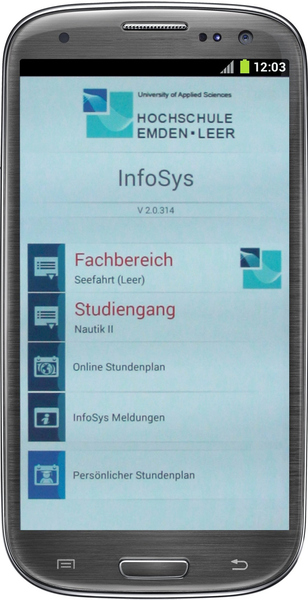 12:03
University of Applied Sciences
HOCHSCHULE
EMDEN•LEER
InfoSys
V 2.0.314
Fachbereich
Seefahrt (Leer)
Studiengang
Nautik II
Online Stundenplan
InfoSys Meldungen
Persönlicher Stundenplan